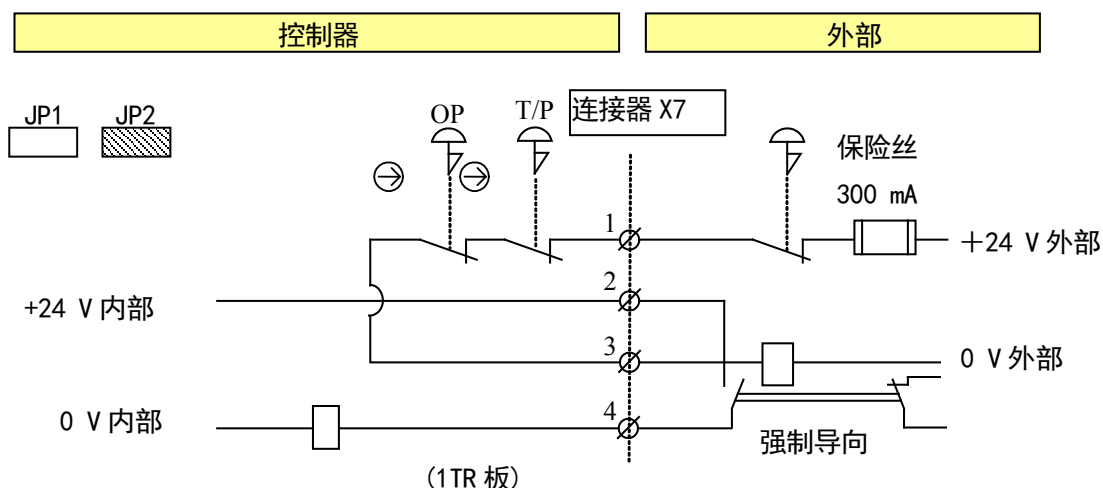 控制器
外部
JP1
JP2
OP
T/P
连接器 X7
保险丝
300 mA
1
+24 V 外部
2
+24 V 内部
3
0 V 外部
4
0 V 内部
强制导向
(1TR 板)